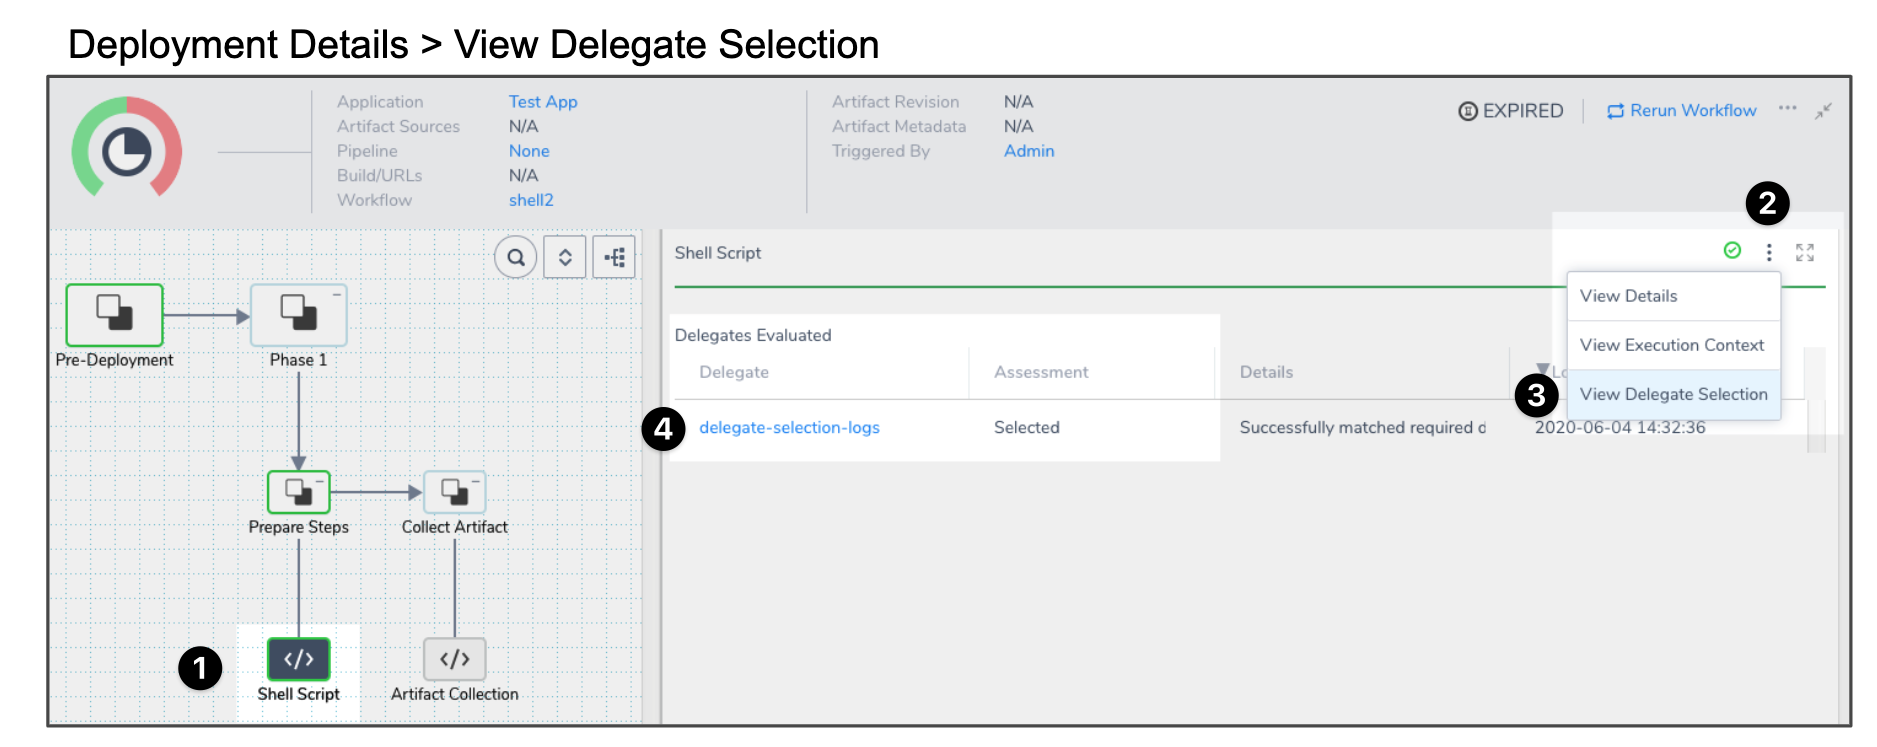 Deployment Details > View Delegate Selection
Application Test App
Artifact Sources N/A
Pipeline None
Build/URLs N/A
Workflow shell2
Artifact Revision N/A
Artifact Metadata N/A
Triggered By Admin
EXPIRED
Rerun Workflow
2
Shell Script
View Details
View Execution Context
3
View Delegate Selection
Delegates Evaluated
Delegate Assessment Details
4
delegate-selection-logs Selected Successfully matched required d 2020-06-04 14:32:36
Pre-Deployment
Phase 1
Prepare Steps
Collect Artifact
1
</>
</>
Shell Script
Artifact Collection